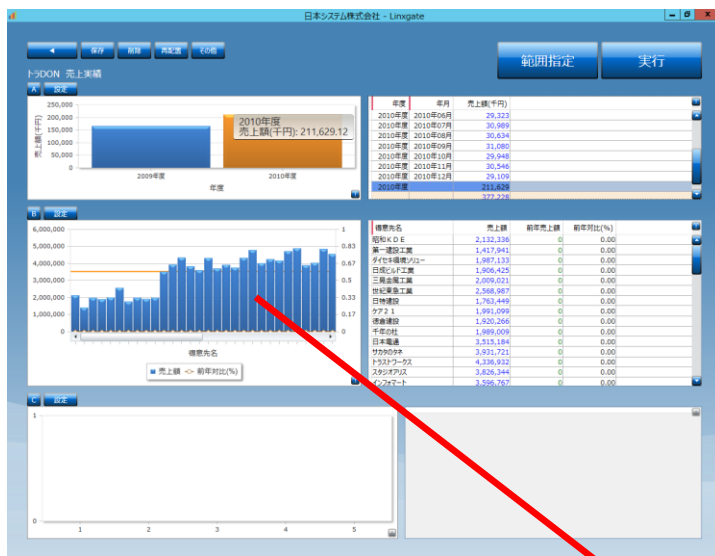 日本システム株式会社 - Linxgate
保存 削除 再配置 その他
範囲指定 実行
トラDON 売上実績
A 設定
250,000
200,000
150,000
100,000
50,000
0
売上額(千円)
2010年度
売上額(千円): 211,629.12
2009年度 2010年度
年度
年度 年月 売上額(千円)
2010年度 2010年06月 29,323
2010年度 2010年07月 30,989
2010年度 2010年08月 30,634
2010年度 2010年09月 31,080
2010年度 2010年10月 29,948
2010年度 2010年11月 30,546
2010年度 2010年12月 29,109
2010年度 211,629
377,228
B 設定
6,000,000
5,000,000
4,000,000
3,000,000
2,000,000
1,000,000
0
1
0.83
0.67
0.5
0.33
0.17
0
得意先名
売上額 前年対比(%)
得意先名 売上額 前年売上額 前年対比(%)
昭和KDE 2,132,336 0 0.00
第一建設工業 1,417,941 0 0.00
ダイセキ環境ソリュー 1,987,133 0 0.00
日成ビルド工業 1,906,425 0 0.00
三晃金属工業 2,009,021 0 0.00
世紀東急工業 2,568,987 0 0.00
日特建設 1,763,449 0 0.00
ケア21 1,991,099 0 0.00
徳倉建設 1,920,266 0 0.00
千年の杜 1,989,009 0 0.00
日本電通 3,515,184 0 0.00
サカタのタネ 3,931,721 0 0.00
トラストワークス 4,336,932 0 0.00
スタジオアリス 3,826,344 0 0.00
インフォマート 3,596,767 0 0.00
C 設定
1
0
1 2 3 4 5